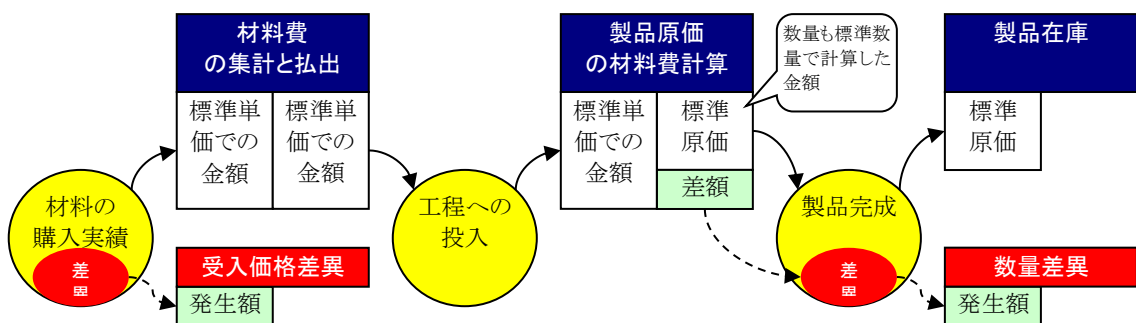 材料費
の集計と払出
標準単
価での
金額
標準単
価での
金額
製品原価
の材料費計算
標準単
価での
金額
標準
原価
差額
数量も標準数
量で計算した
金額
製品在庫
標準
原価
材料の
購入実績
差
異
受入価格差異
発生額
工程への
投入
製品完成
差
異
数量差異
発生額